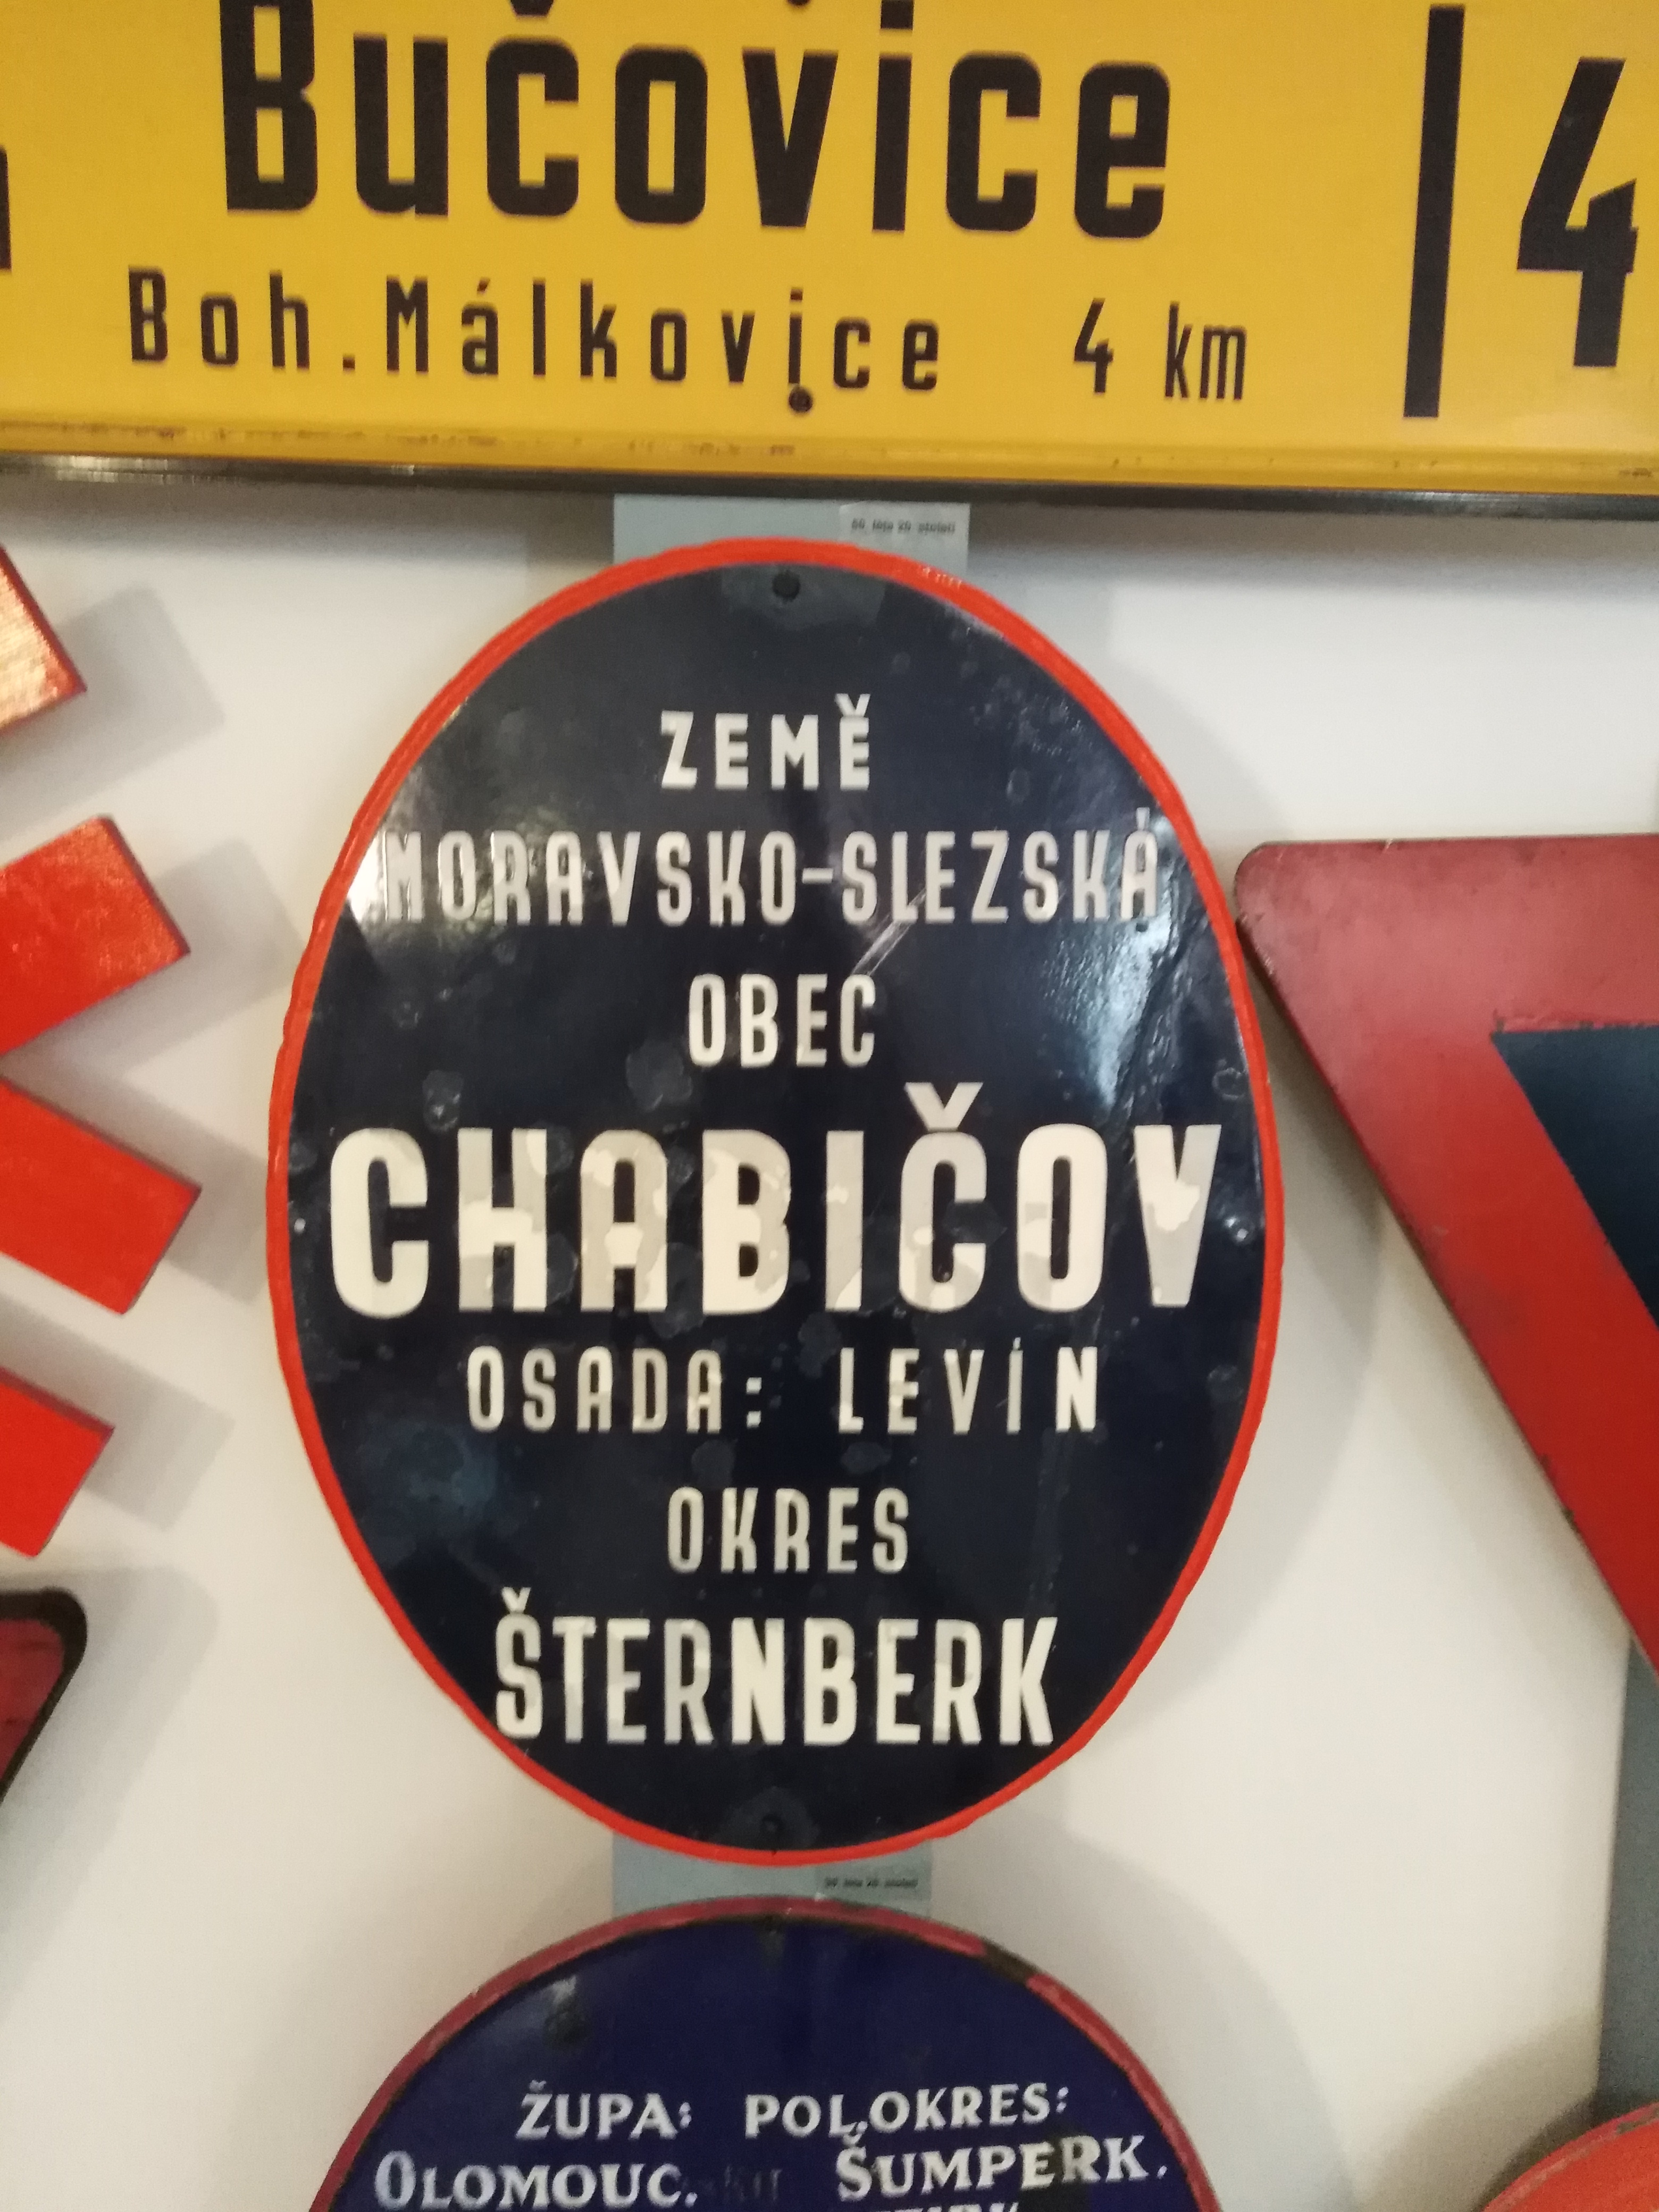 Bučovice
4
Boh. Málkovice 4 km
ZEMĚ
MORAVSKO-SLEZSKÁ
OBEC
CHABIČOV
OSADA: LEVÍN
OKRES
ŠTERNBERK
ŽUPA: POL.OKRES:
OLOMOUC. ŠUMPERK.